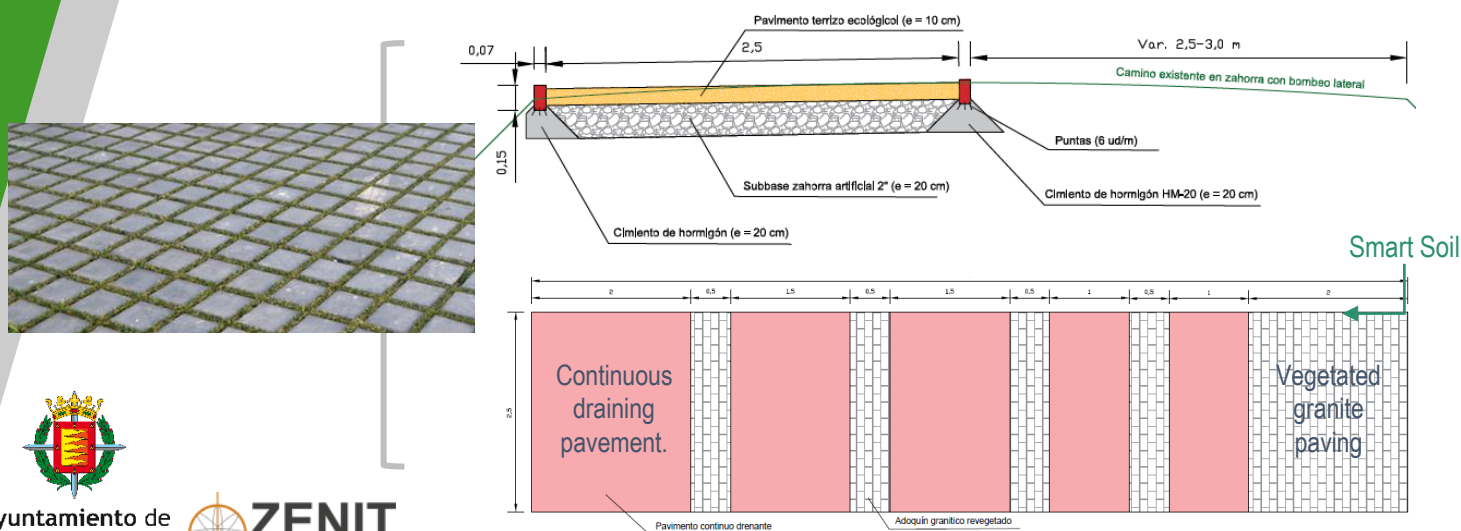 Pavimento terrizo ecológicol (e = 10 cm)
0,07
2,5
Var. 2,5-3,0 m
Camino existente en zahorra con bombeo lateral
0,15
Puntas (6 ud/m)
Subbase zahorra artificial 2" (e = 20 cm)
Cimiento de hormigón HM-20 (e = 20 cm)
Cimiento de hormigón (e = 20 cm)
Smart Soil
2 0,5 1,5 0,5 1,5 0,5 1 0,5 1 2
2,5
Continuous
draining
pavement.
Vegetated
granite
paving
Pavimento continuo drenante
Adoquín granitico revegetado
yuntamiento de
ZENIT